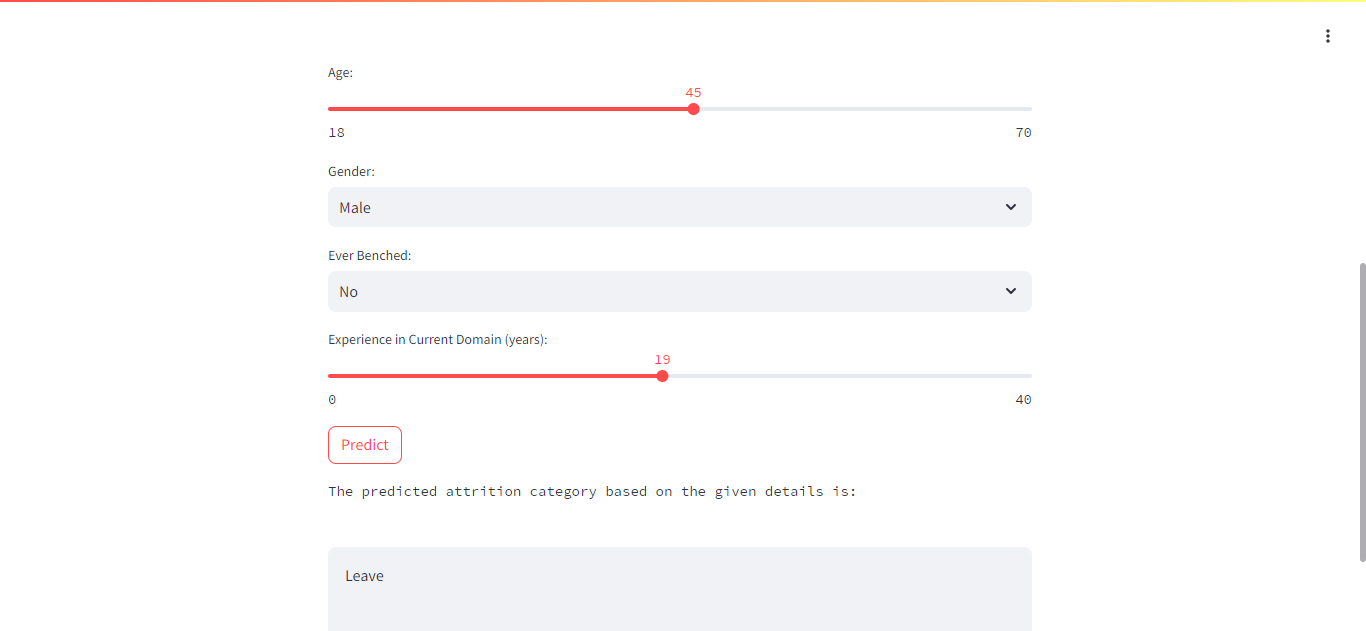 Age:
45
18 70
Gender:
Male
Ever Benched:
No
Experience in Current Domain (years):
19
0 40
Predict
The predicted attrition category based on the given details is:
Leave